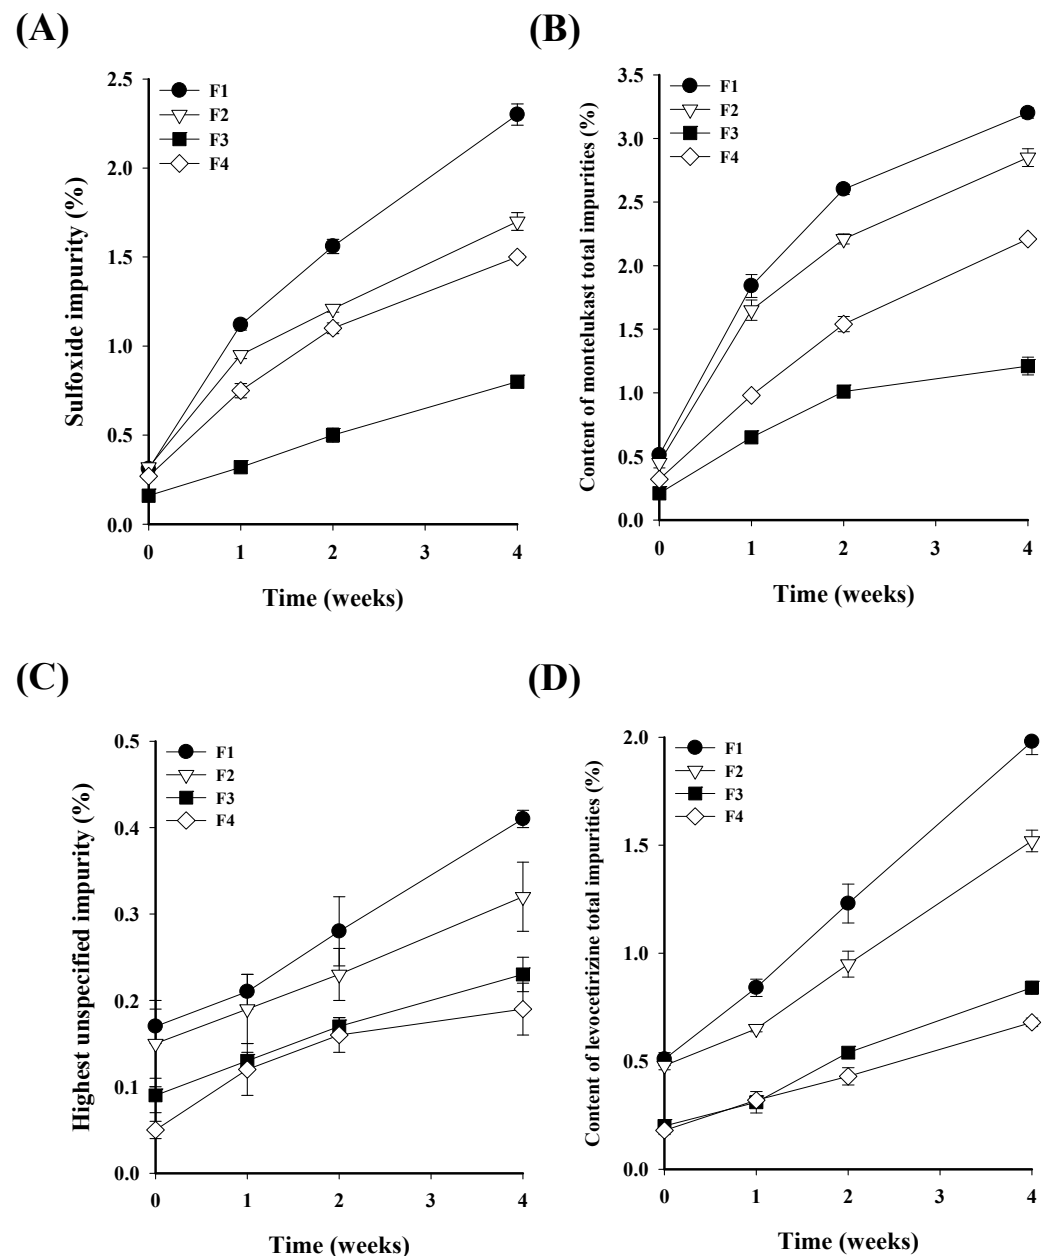 (A)
Sulfoxide impurity (%)
2.5
2.0
1.5
1.0
0.5
0.0
F1
F2
F3
F4
0 1 2 3 4
Time (weeks)
(B)
Content of montelukast total impurities (%)
3.5
3.0
2.5
2.0
1.5
1.0
0.5
0.0
F1
F2
F3
F4
0 1 2 3 4
Time (weeks)
(C)
Highest unspecified impurity (%)
0.5
0.4
0.3
0.2
0.1
0.0
F1
F2
F3
F4
0 1 2 3 4
Time (weeks)
(D)
Content of levocetirizine total impurities (%)
2.0
1.5
1.0
0.5
0.0
F1
F2
F3
F4
0 1 2 3 4
Time (weeks)